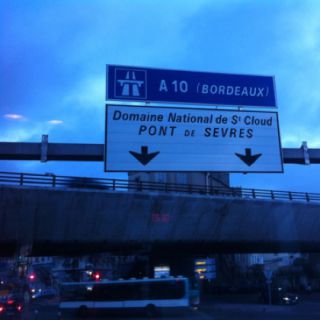 A 10 (BORDEAUX)
Domaine National de Sᵗ Cloud
PONT DE SEVRES